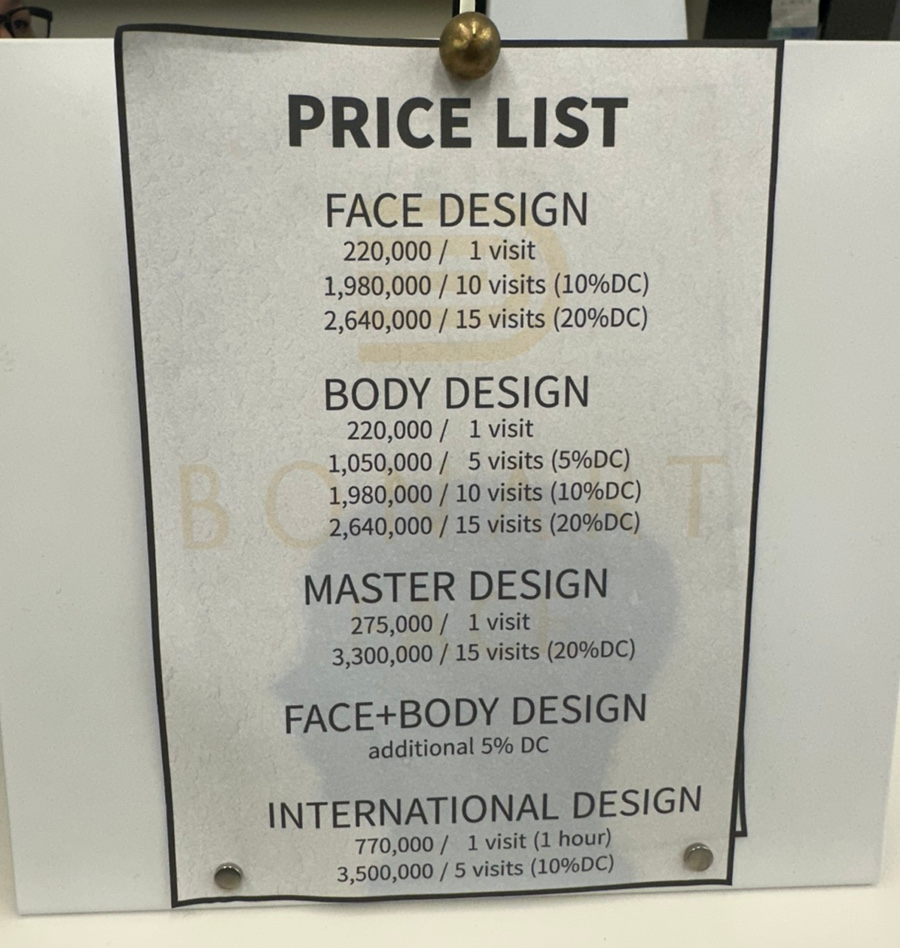 PRICE LIST
FACE DESIGN
220,000 / 1 visit
1,980,000 / 10 visits (10%DC)
2,640,000 / 15 visits (20%DC)
BODY DESIGN
220,000 / 1 visit
1,050,000 / 5 visits (5%DC)
1,980,000 / 10 visits (10%DC)
2,640,000 / 15 visits (20%DC)
MASTER DESIGN
275,000 / 1 visit
3,300,000 / 15 visits (20%DC)
FACE+BODY DESIGN
additional 5% DC
INTERNATIONAL DESIGN
770,000 / 1 visit (1 hour)
3,500,000 / 5 visits (10%DC)